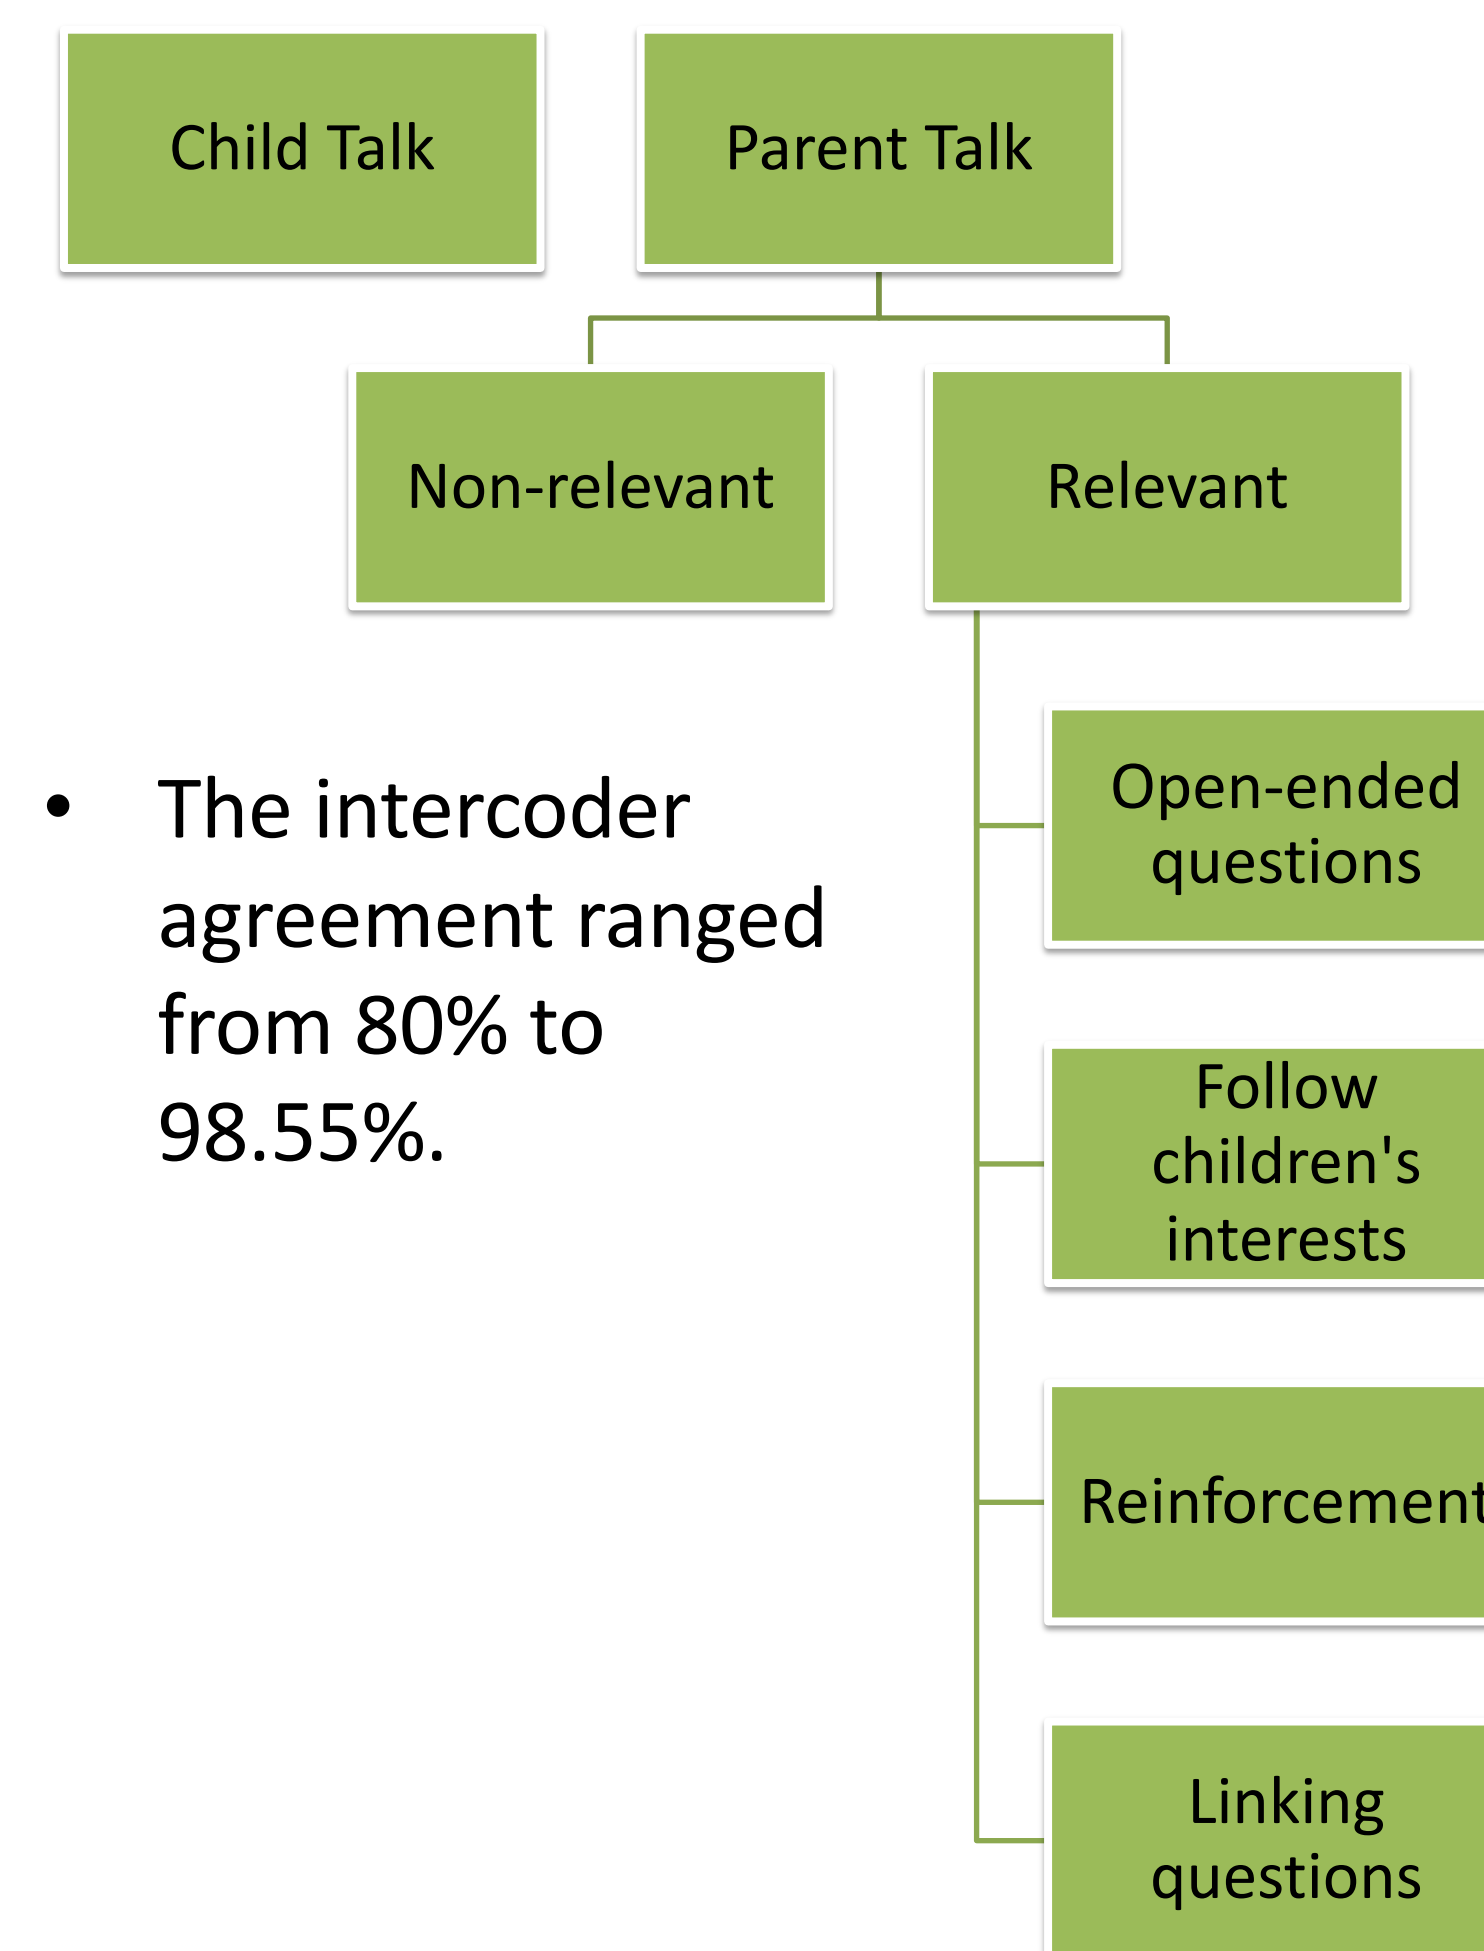 Child Talk
Parent Talk
Non-relevant
Relevant
• The intercoder
agreement ranged
from 80% to
98.55%.
Open-ended
questions
Follow
children's
interests
Reinforcement
Linking
questions